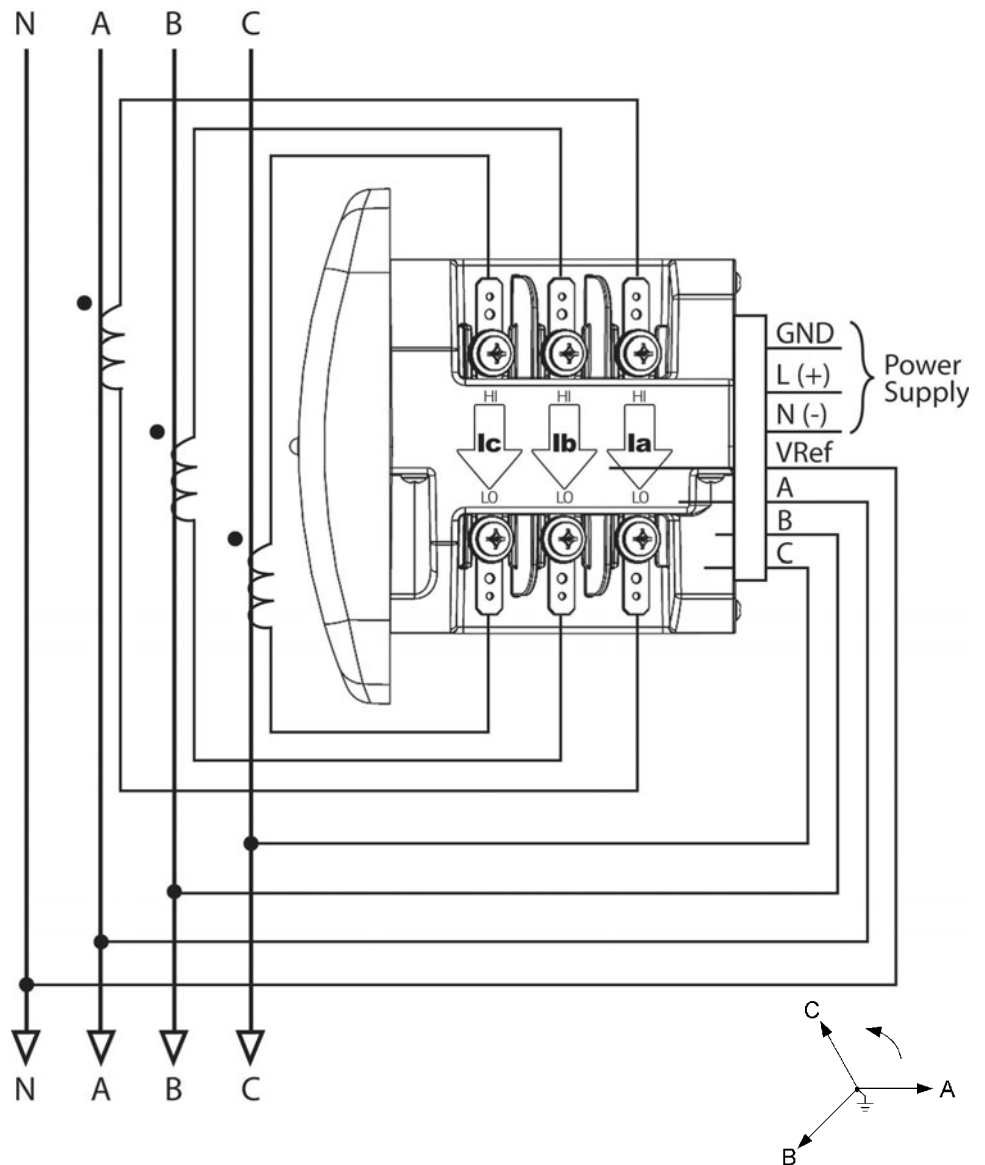 N A B C
GND
L (+)
N (-)
Power
Supply
HI HI HI
Ic Ib Ia
VRef
LO LO LO
A
B
C
N A B C
C
A
B